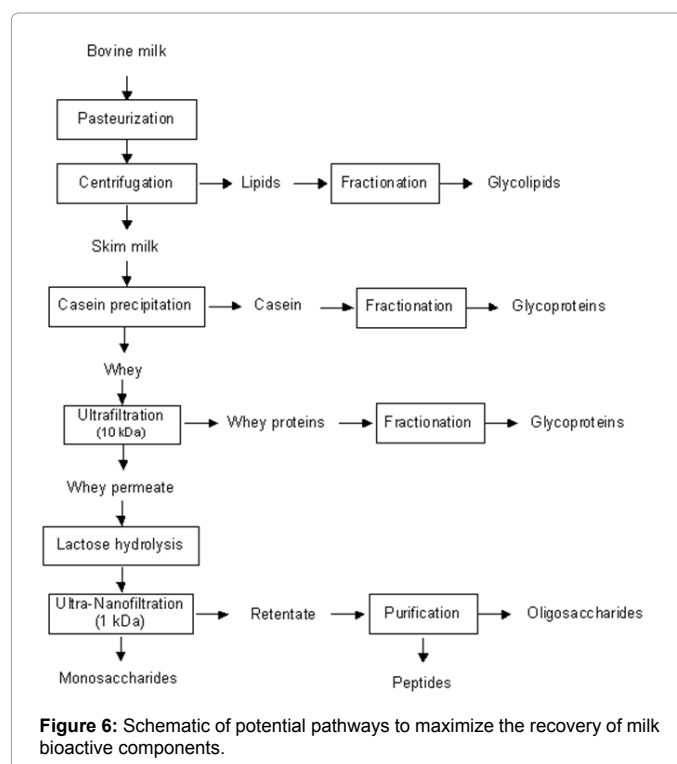 Bovine milk
Pasteurization
Centrifugation Lipids Fractionation Glycolipids
Skim milk
Casein precipitation Casein Fractionation Glycoproteins
Whey
Ultrafiltration
(10 kDa)
Whey proteins Fractionation Glycoproteins
Whey permeate
Lactose hydrolysis
Ultra-Nanofiltration
(1 kDa)
Retentate Purification Oligosaccharides
Monosaccharides Peptides
Figure 6: Schematic of potential pathways to maximize the recovery of milk
bioactive components.